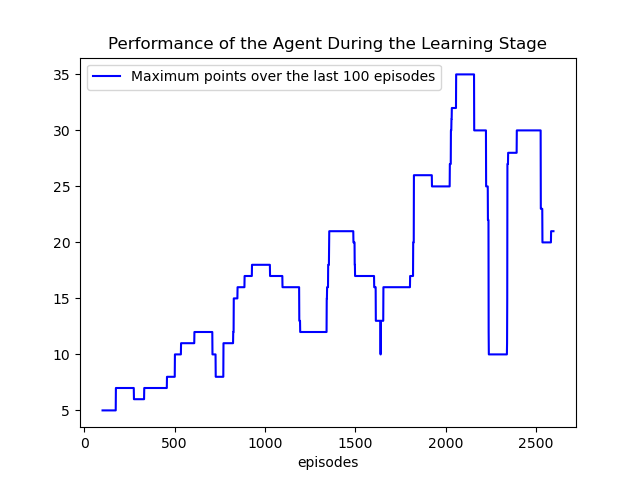 Performance of the Agent During the Learning Stage
Maximum points over the last 100 episodes
35
30
25
20
15
10
5
0 500 1000 1500 2000 2500
episodes